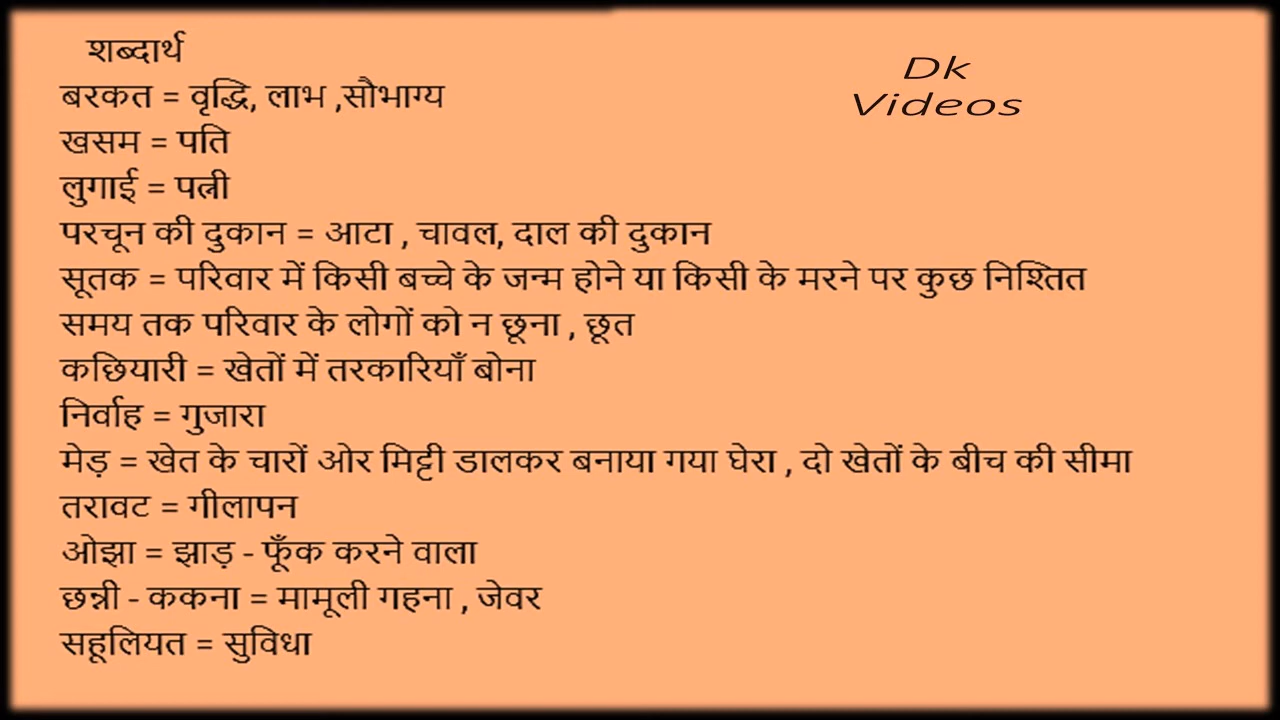 शब्दार्थ
बरकत = वृद्धि, लाभ ,सौभाग्य
खसम = पति
लुगाई = पत्नी
परचून की दुकान = आटा , चावल, दाल की दुकान
सूतक = परिवार में किसी बच्चे के जन्म होने या किसी के मरने पर कुछ निश्तित
समय तक परिवार के लोगों को न छूना , छूत
कछियारी = खेतों में तरकारियाँ बोना
निर्वाह = गुजारा
मेड़ = खेत के चारों ओर मिट्टी डालकर बनाया गया घेरा , दो खेतों के बीच की सीमा
तरावट = गीलापन
ओझा = झाड़ - फूँक करने वाला
छन्नी - ककना = मामूली गहना , जेवर
सहूलियत = सुविधा
Dk
Videos